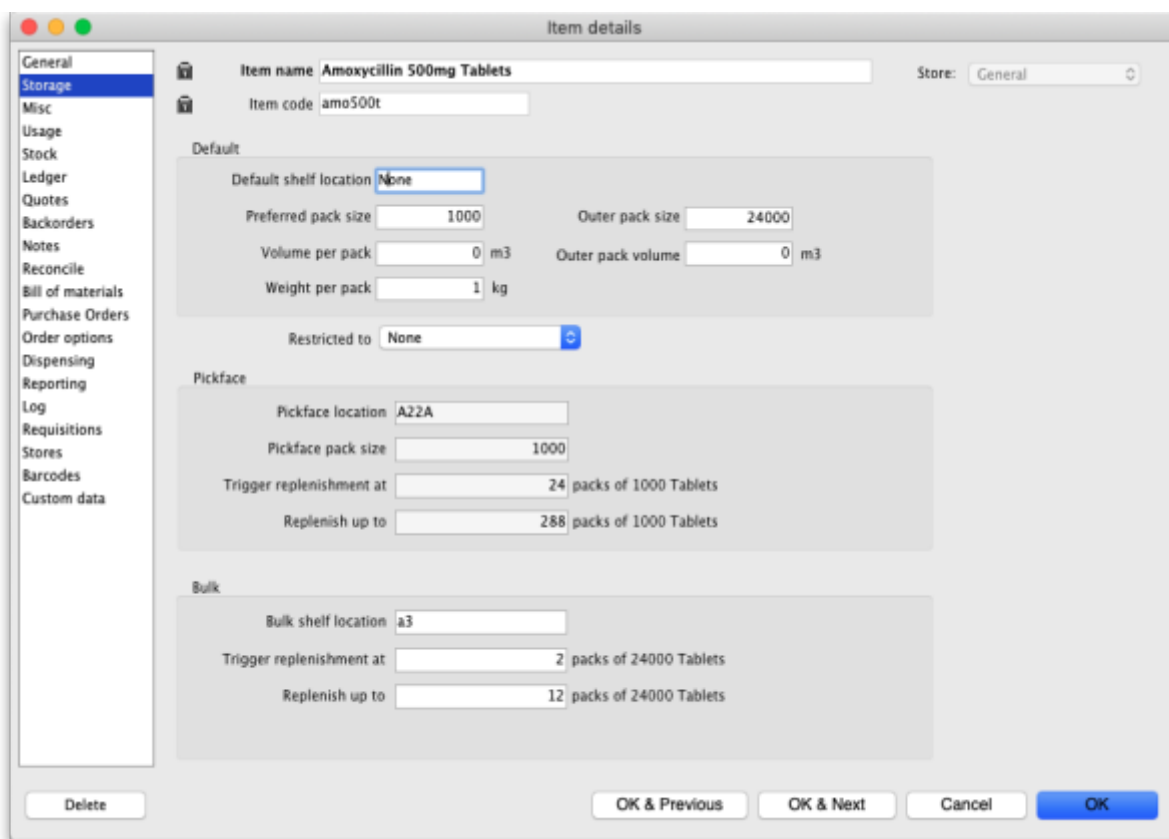 Item details
General
Storage
Misc
Usage
Stock
Ledger
Quotes
Backorders
Notes
Reconcile
Bill of materials
Purchase Orders
Order options
Dispensing
Reporting
Log
Requisitions
Stores
Barcodes
Custom data
Item name Amoxycillin 500mg Tablets
Store: General
Item code amo500t
Default
Default shelf location None
Preferred pack size 1000 Outer pack size 24000
Volume per pack 0 m3 Outer pack volume 0 m3
Weight per pack 1 kg
Restricted to None
Pickface
Pickface location A22A
Pickface pack size 1000
Trigger replenishment at 24 packs of 1000 Tablets
Replenish up to 288 packs of 1000 Tablets
Bulk
Bulk shelf location a3
Trigger replenishment at 2 packs of 24000 Tablets
Replenish up to 12 packs of 24000 Tablets
Delete OK & Previous OK & Next Cancel OK